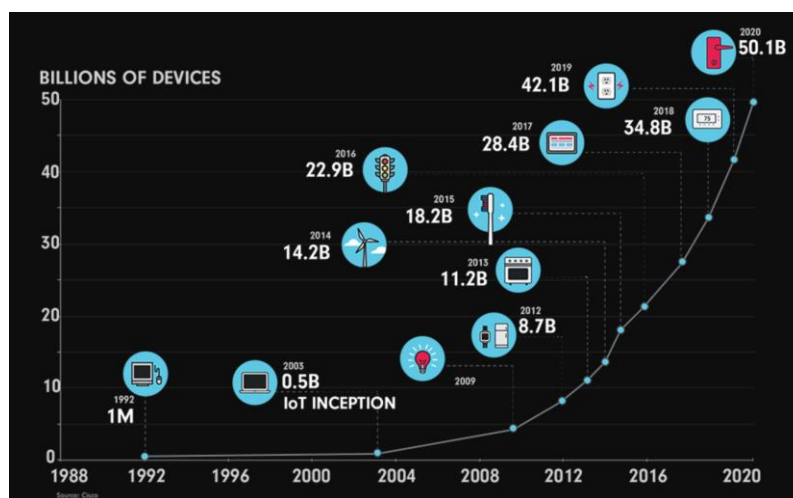 BILLIONS OF DEVICES
50
40
30
20
10
0
1988
1992
1996
2000
2004
2008
2012
2016
2020
1992
1M
2003
0.5B
IoT INCEPTION
2009
2012
8.7B
2013
11.2B
2014
14.2B
2015
18.2B
2016
22.9B
2017
28.4B
2018
34.8B
75
2019
42.1B
2020
50.1B
Source: Cisco